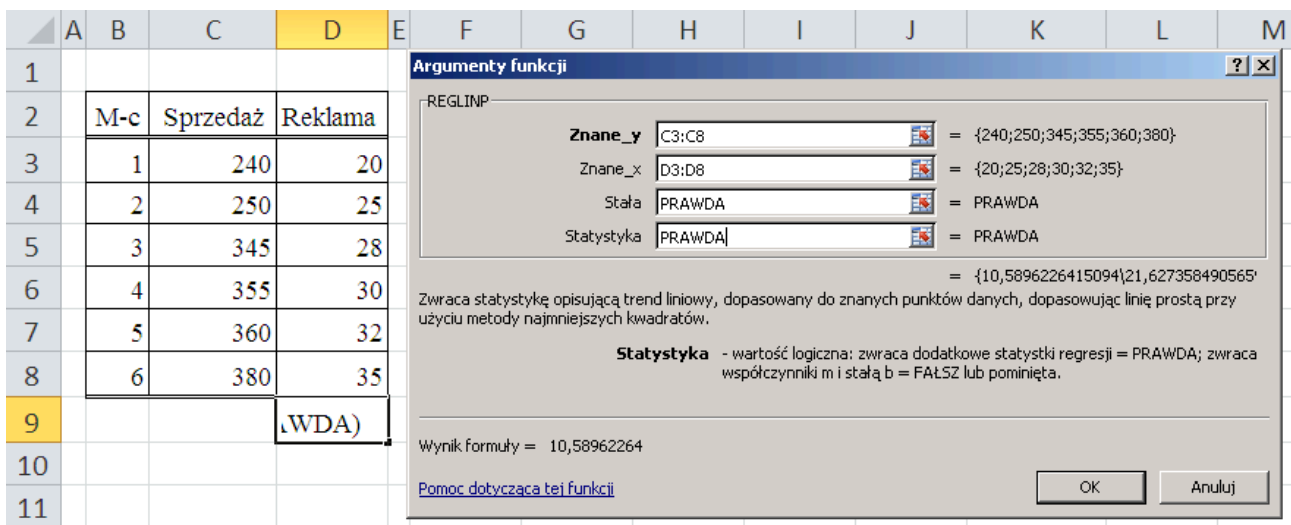 A B C D E F G H I J K L M
1
2 M-c Sprzedaż Reklama
3 1 240 20
4 2 250 25
5 3 345 28
6 4 355 30
7 5 360 32
8 6 380 35
9 WDA)
10
11
Argumenty funkcji
REGLINP
Znane_y C3:C8 = {240;250;345;355;360;380}
Znane_x D3:D8 = {20;25;28;30;32;35}
Stała PRAWDA = PRAWDA
Statystyka PRAWDA = PRAWDA
= {10,5896226415094\21,627358490565
Zwraca statystykę opisującą trend liniowy, dopasowany do znanych punktów danych, dopasowując linię prostą przy
użyciu metody najmniejszych kwadratów.
Statystyka - wartość logiczna: zwraca dodatkowe statystki regresji = PRAWDA; zwraca
współczynniki m i stałą b = FAŁSZ lub pominięta.
Wynik formuły = 10,58962264
Pomoc dotycząca tej funkcji
OK Anuluj